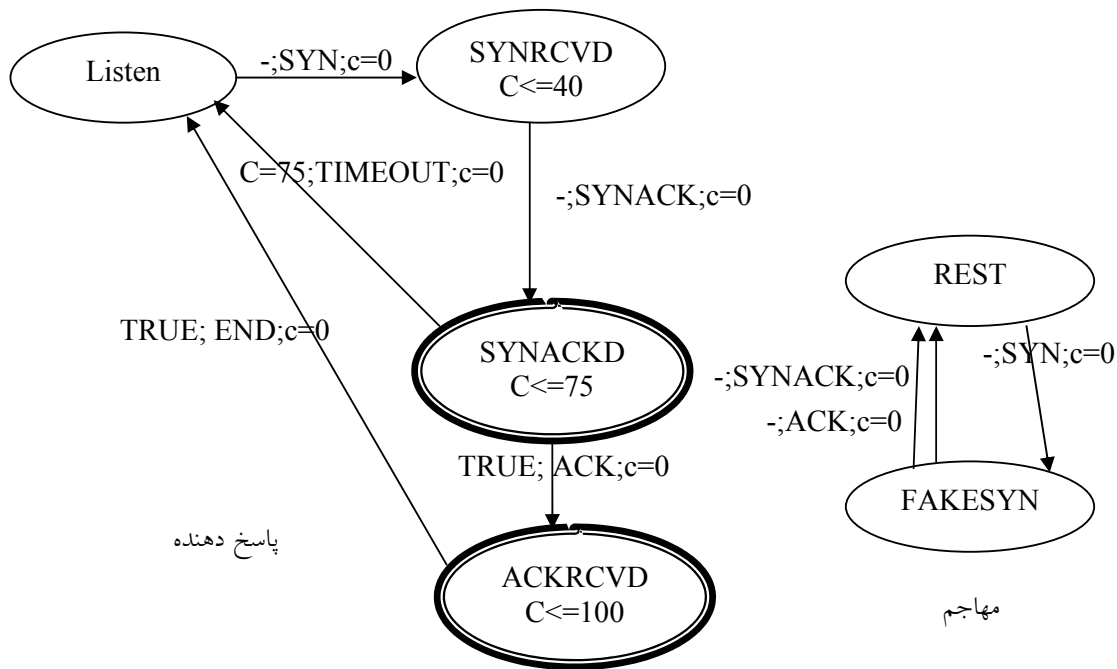 Listen
-;SYN;c=0
SYNRCVD
C<=40
C=75;TIMEOUT;c=0
-;SYNACK;c=0
TRUE; END;c=0
SYNACKD
C<=75
TRUE; ACK;c=0
ACKRCVD
C<=100
پاسخ دهنده
REST
-;SYN;c=0
-;SYNACK;c=0
-;ACK;c=0
FAKESYN
مهاجم